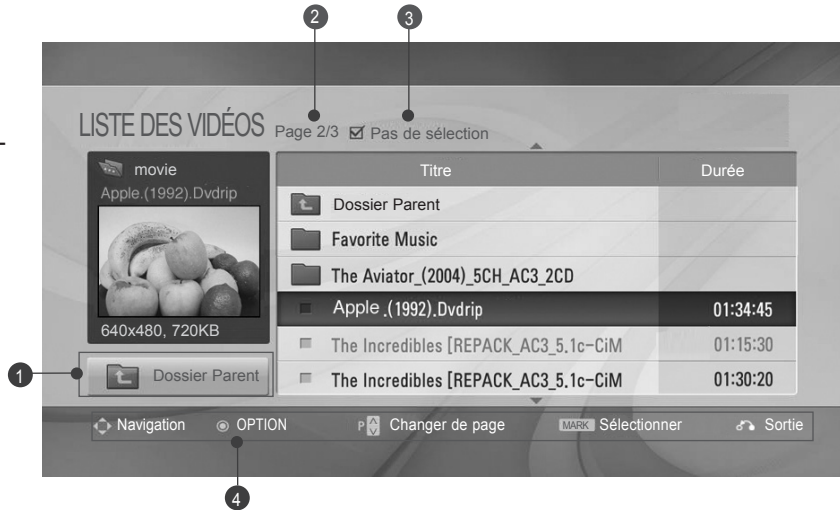 2 3
LISTE DES VIDÉOS Page 2/3 Pas de sélection
movie
Apple.(1992).Dvdrip
640x480, 720KB
1 Dossier Parent
Titre Durée
Dossier Parent
Favorite Music
The Aviator_(2004)_5CH_AC3_2CD
Apple .(1992).Dvdrip 01:34:45
The Incredibles [REPACK_AC3_5.1c-CiM 01:15:30
The Incredibles [REPACK_AC3_5.1c-CiM 01:30:20
Navigation OPTION P Changer de page MARK Sélectionner Sortie
4